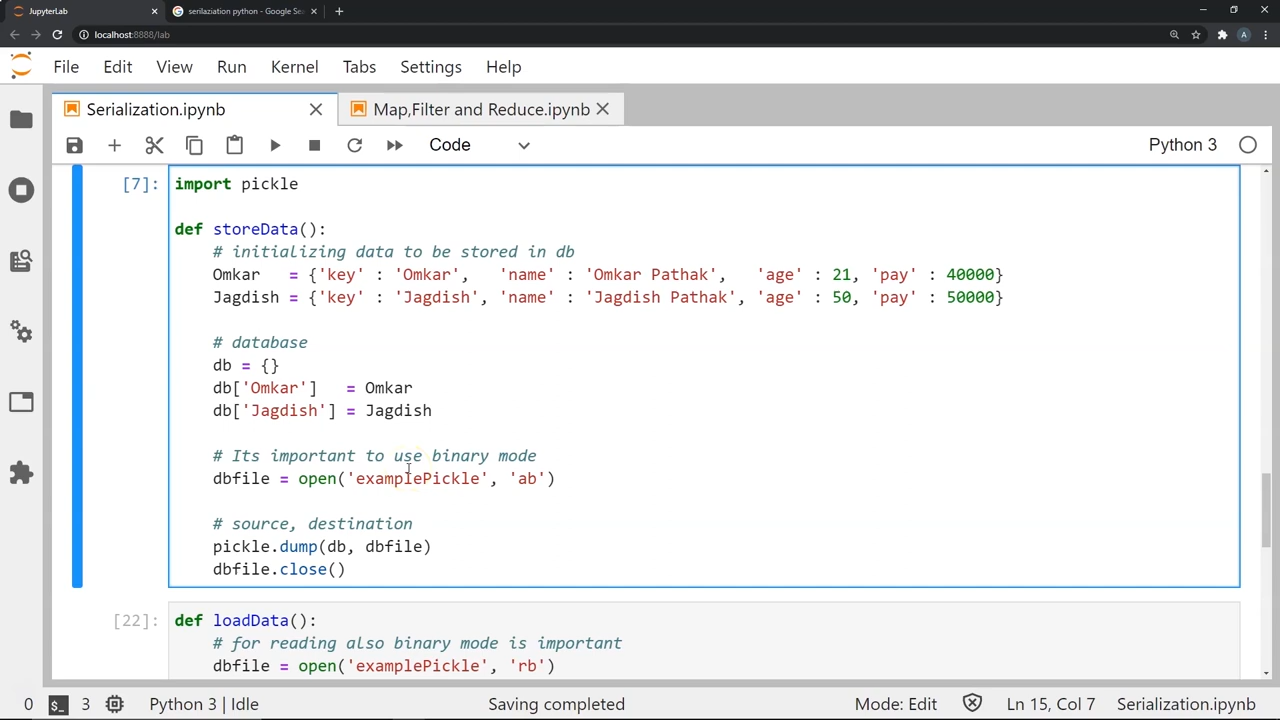 JupyterLab
serilaziation python - Google Se
localhost:8888/lab
A
File Edit View Run Kernel Tabs Settings Help
Serialization.ipynb
Map,Filter and Reduce.ipynb
Code
Python 3
[7]:
import pickle
def storeData():
# initializing data to be stored in db
Omkar   = {'key' : 'Omkar',   'name' : 'Omkar Pathak',   'age' : 21, 'pay' : 40000}
Jagdish = {'key' : 'Jagdish', 'name' : 'Jagdish Pathak', 'age' : 50, 'pay' : 50000}
# database
db = {}
db['Omkar']   = Omkar
db['Jagdish'] = Jagdish
# Its important to use binary mode
dbfile = open('examplePickle', 'ab')
# source, destination
pickle.dump(db, dbfile)
dbfile.close()
[22]:
def loadData():
# for reading also binary mode is important
dbfile = open('examplePickle', 'rb')
0 $_ 3 Python 3 | Idle Saving completed Mode: Edit Ln 15, Col 7 Serialization.ipynb